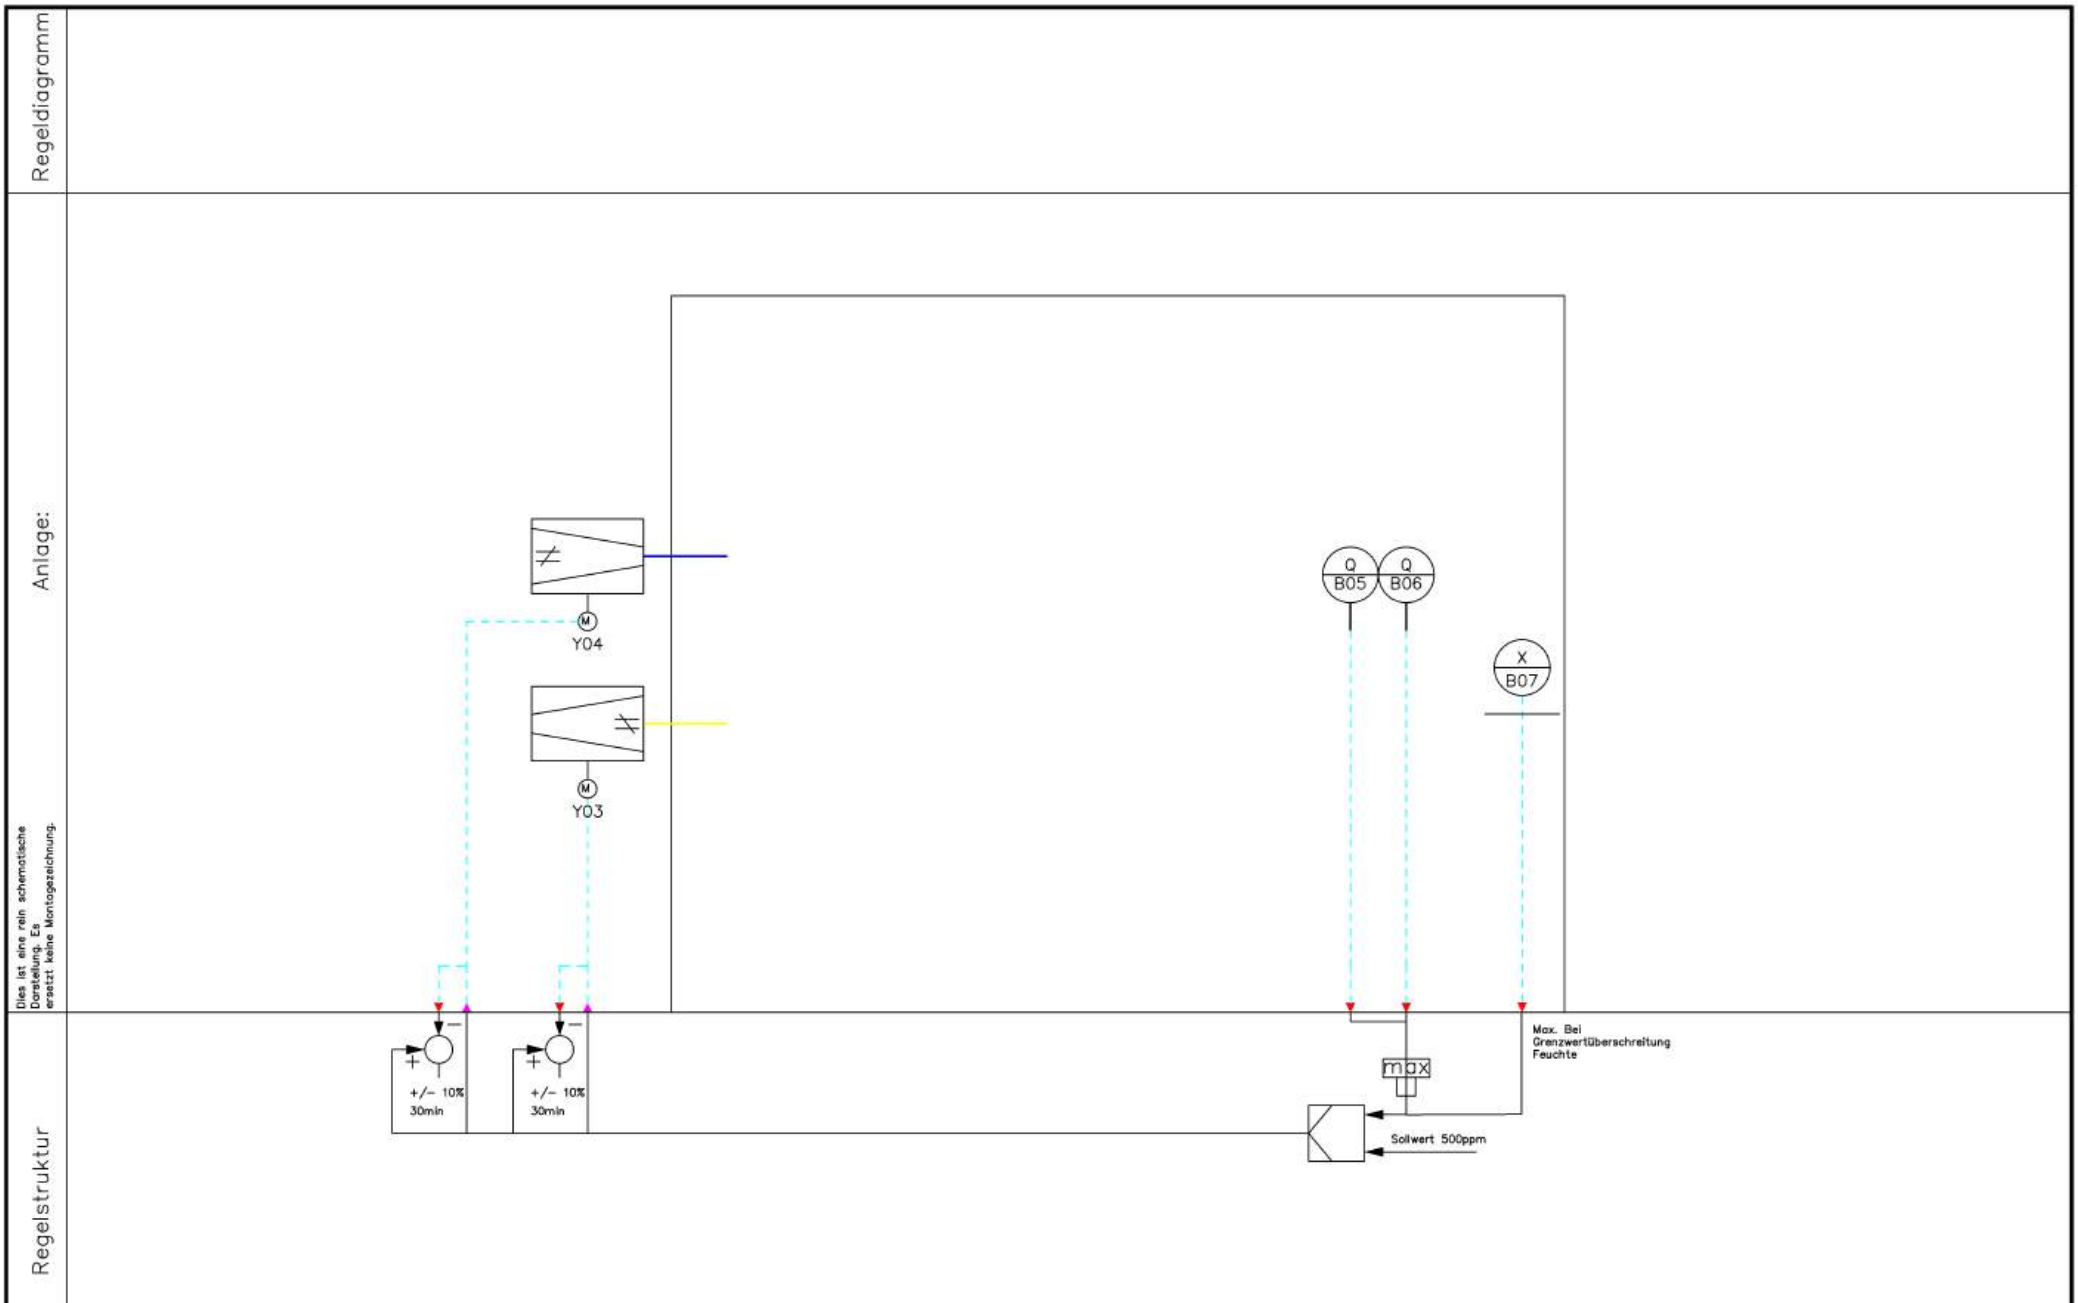 Regeldiagramm
Anlage:
Dies ist eine rein schematische
Darstellung. Es
ersetzt keine Montagezeichnung.
Regelstruktur
M
Y04
M
Y03
Q
B05
Q
B06
X
B07
−
+
+/− 10%
30min
−
+
+/− 10%
30min
Max. Bei
Grenzwertüberschreitung
Feuchte
max
Sollwert 500ppm